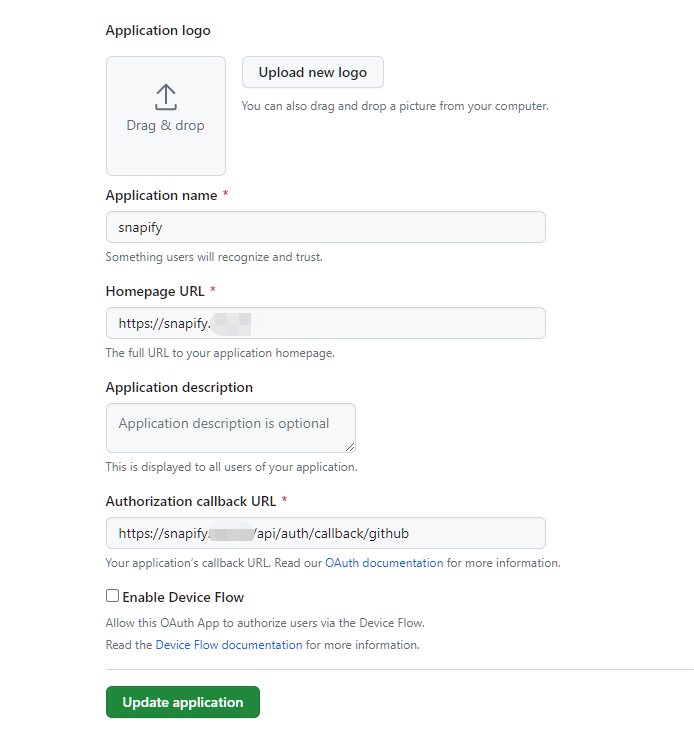 Application logo
Upload new logo
Drag & drop
You can also drag and drop a picture from your computer.
Application name *
snapify
Something users will recognize and trust.
Homepage URL *
https://snapify.
The full URL to your application homepage.
Application description
Application description is optional
This is displayed to all users of your application.
Authorization callback URL *
https://snapify. /api/auth/callback/github
Your application's callback URL. Read our OAuth documentation for more information.
Enable Device Flow
Allow this OAuth App to authorize users via the Device Flow.
Read the Device Flow documentation for more information.
Update application